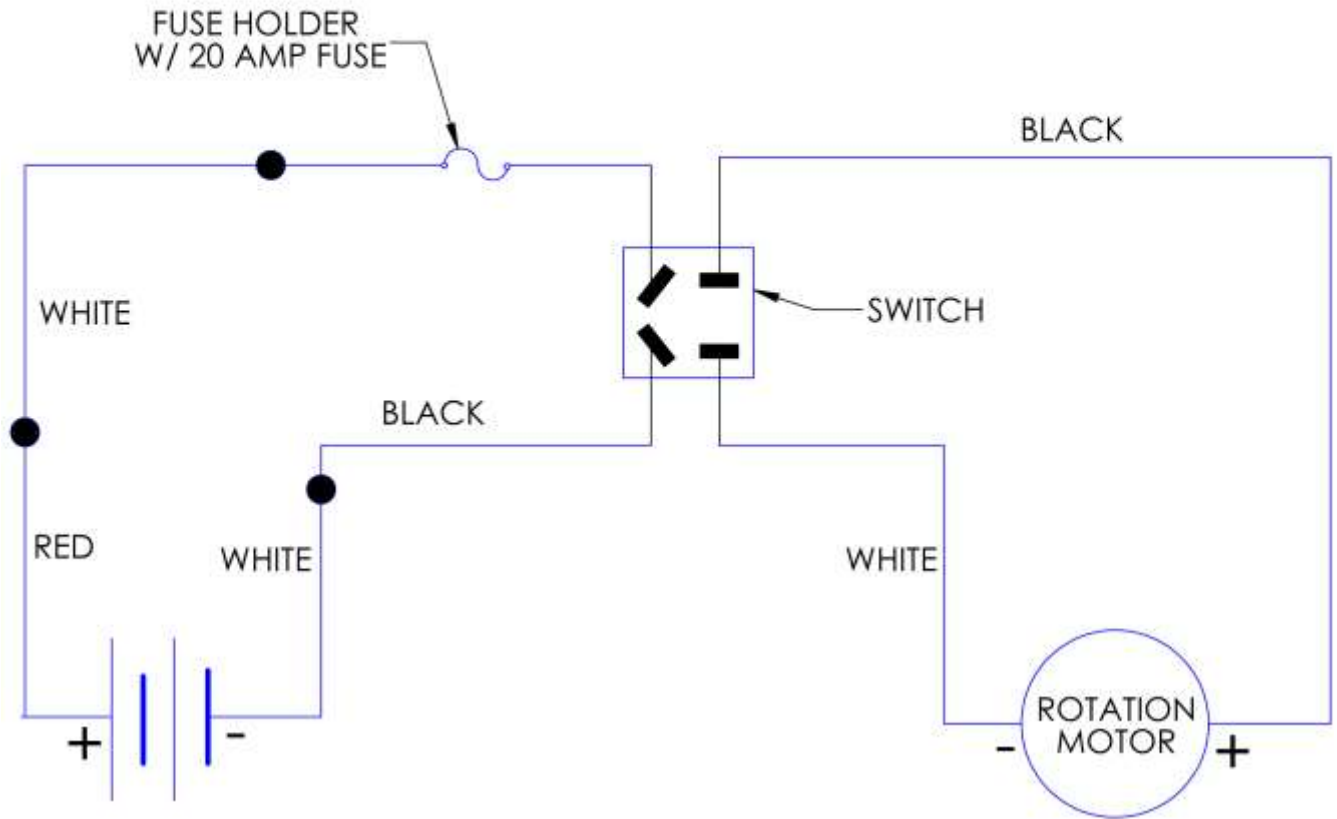 FUSE HOLDER
W/ 20 AMP FUSE
BLACK
WHITE
SWITCH
BLACK
RED
WHITE
WHITE
ROTATION
MOTOR
+
-
-
+